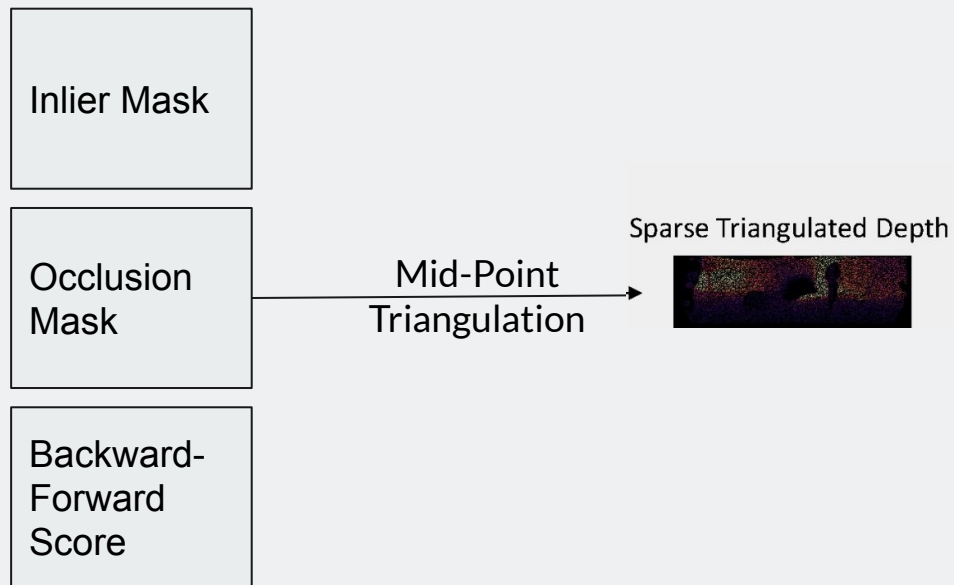 Inlier Mask
Occlusion
Mask
Mid-Point
Triangulation
Sparse Triangulated Depth
Backward-
Forward
Score